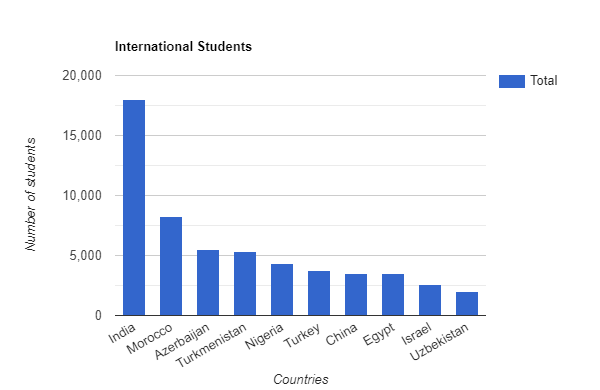 International Students
20,000
15,000
10,000
5,000
0
Number of students
Total
India
Morocco
Azerbaijan
Turkmenistan
Nigeria
Turkey
China
Egypt
Israel
Uzbekistan
Countries